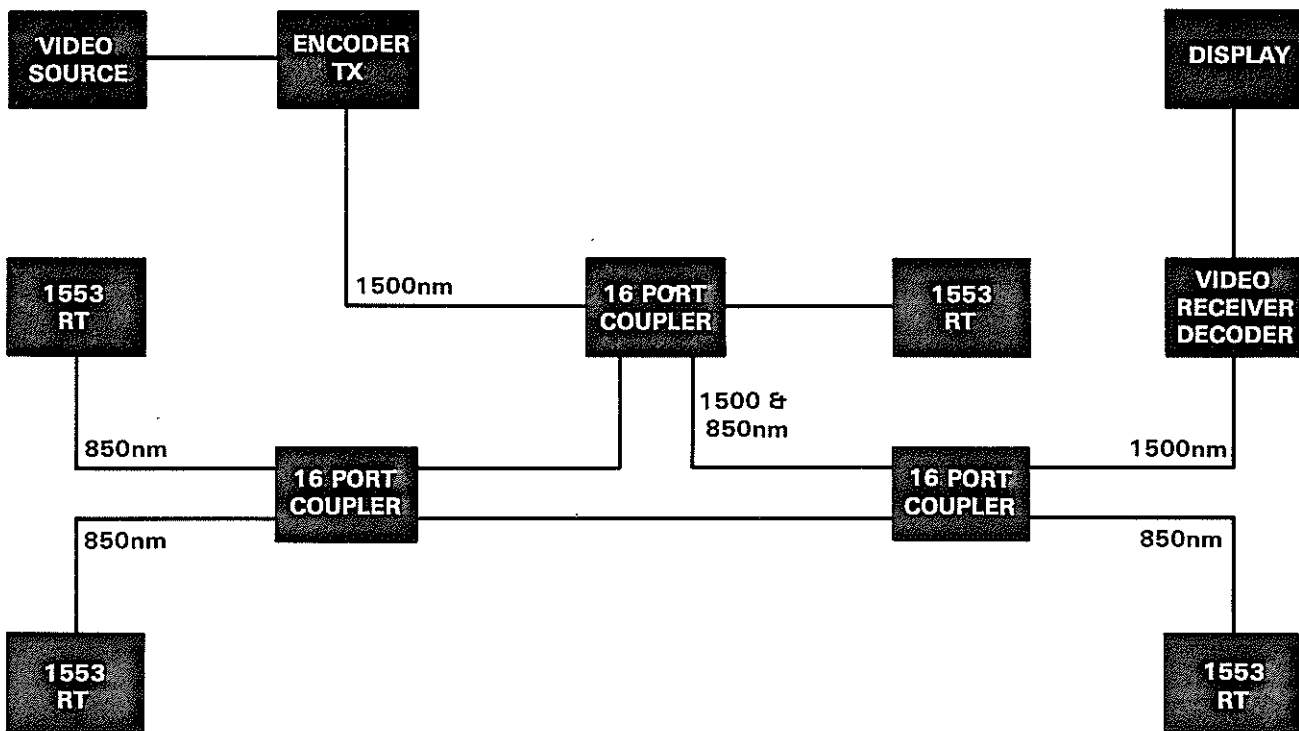 VIDEO
SOURCE
ENCODER
TX
DISPLAY
1553
RT
1500nm
16 PORT
COUPLER
1553
RT
VIDEO
RECEIVER
DECODER
1500 &
850nm
850nm
16 PORT
COUPLER
16 PORT
COUPLER
1500nm
850nm
850nm
1553
RT
1553
RT